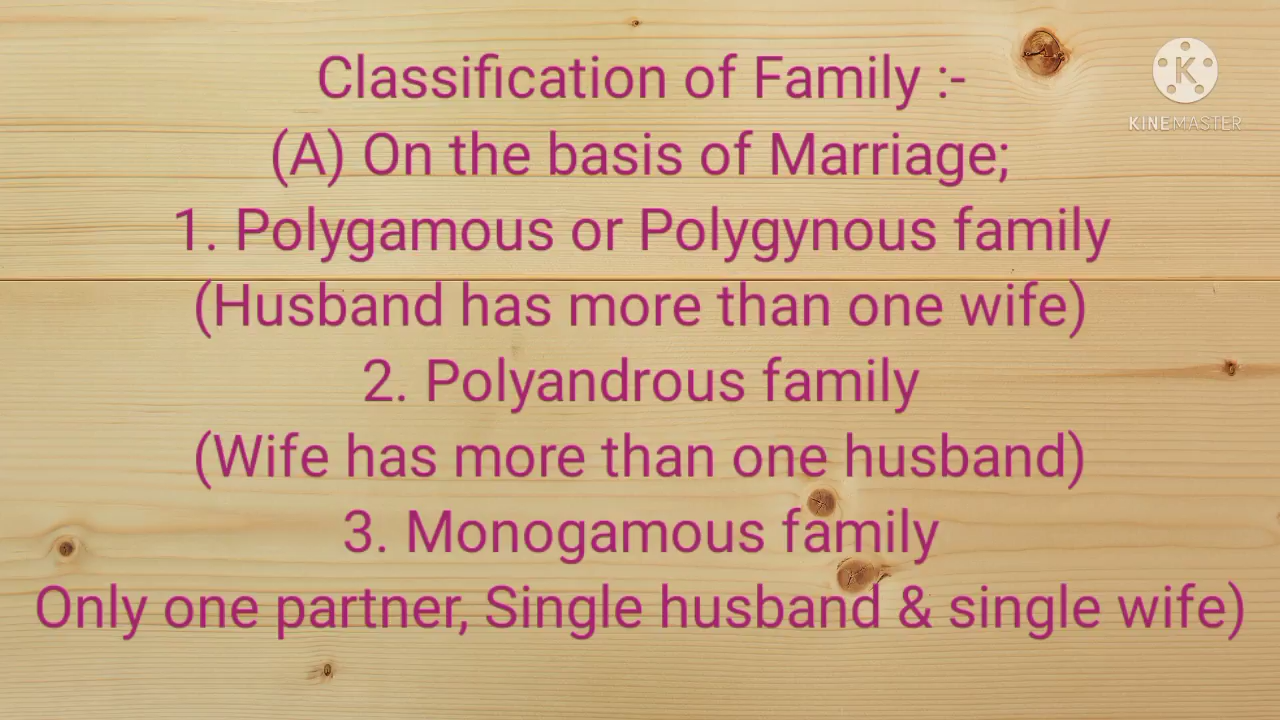 Classification of Family :-
(A) On the basis of Marriage;
1. Polygamous or Polygynous family
(Husband has more than one wife)
2. Polyandrous family
(Wife has more than one husband)
3. Monogamous family
Only one partner, Single husband & single wife)
K
KINEMASTER